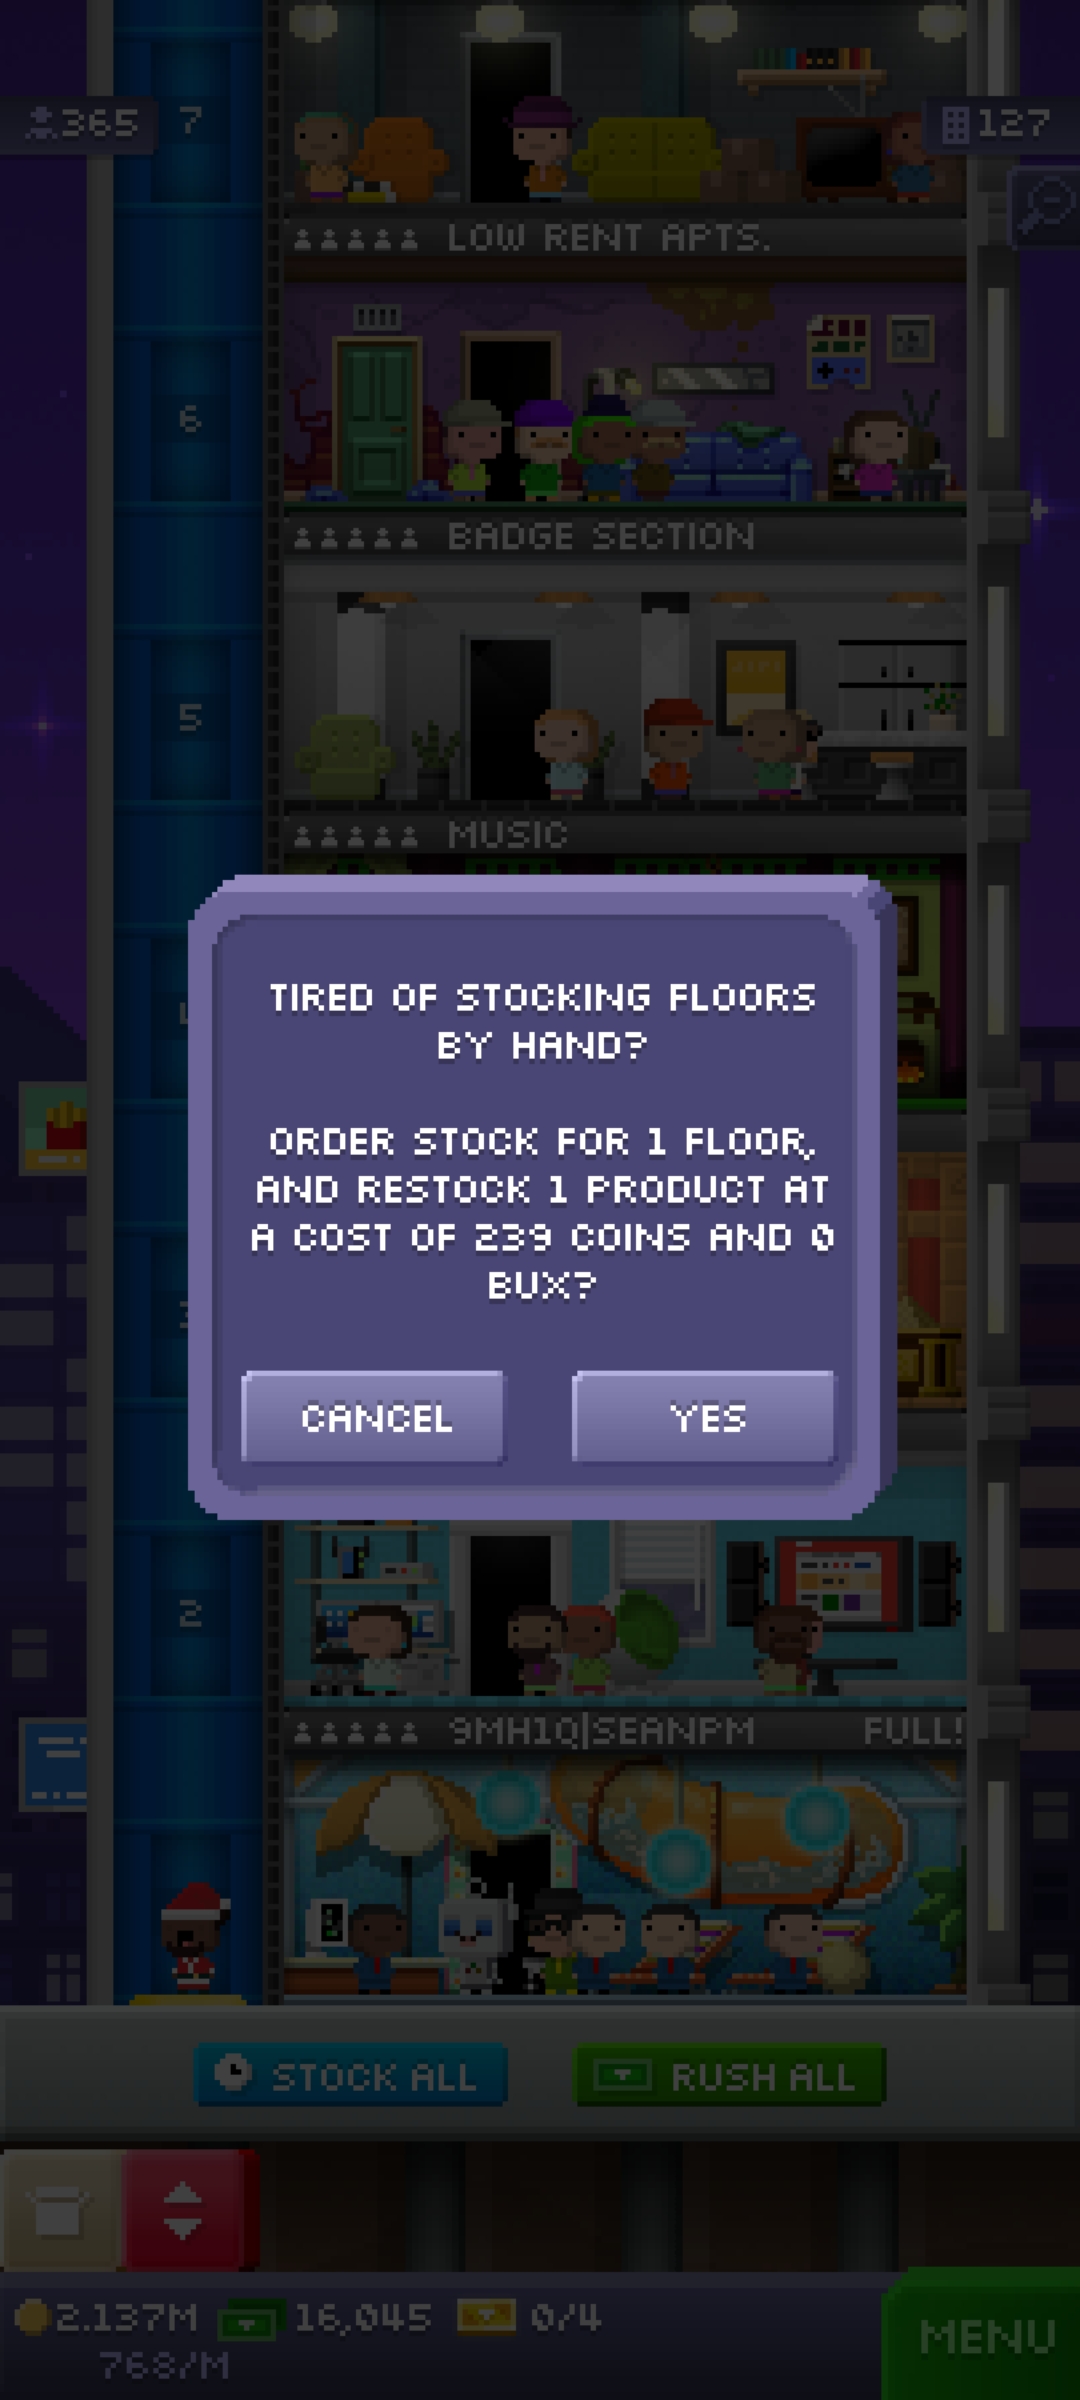 365
7
127
LOW RENT APTS.
6
BADGE SECTION
5
MUSIC
TIRED OF STOCKING FLOORS
BY HAND?
ORDER STOCK FOR 1 FLOOR,
AND RESTOCK 1 PRODUCT AT
A COST OF 239 COINS AND 0
BUX?
CANCEL
YES
2
9MH1Q|SEANPM
FULL!
STOCK ALL
RUSH ALL
2.137M
16,045
0/4
768/M
MENU